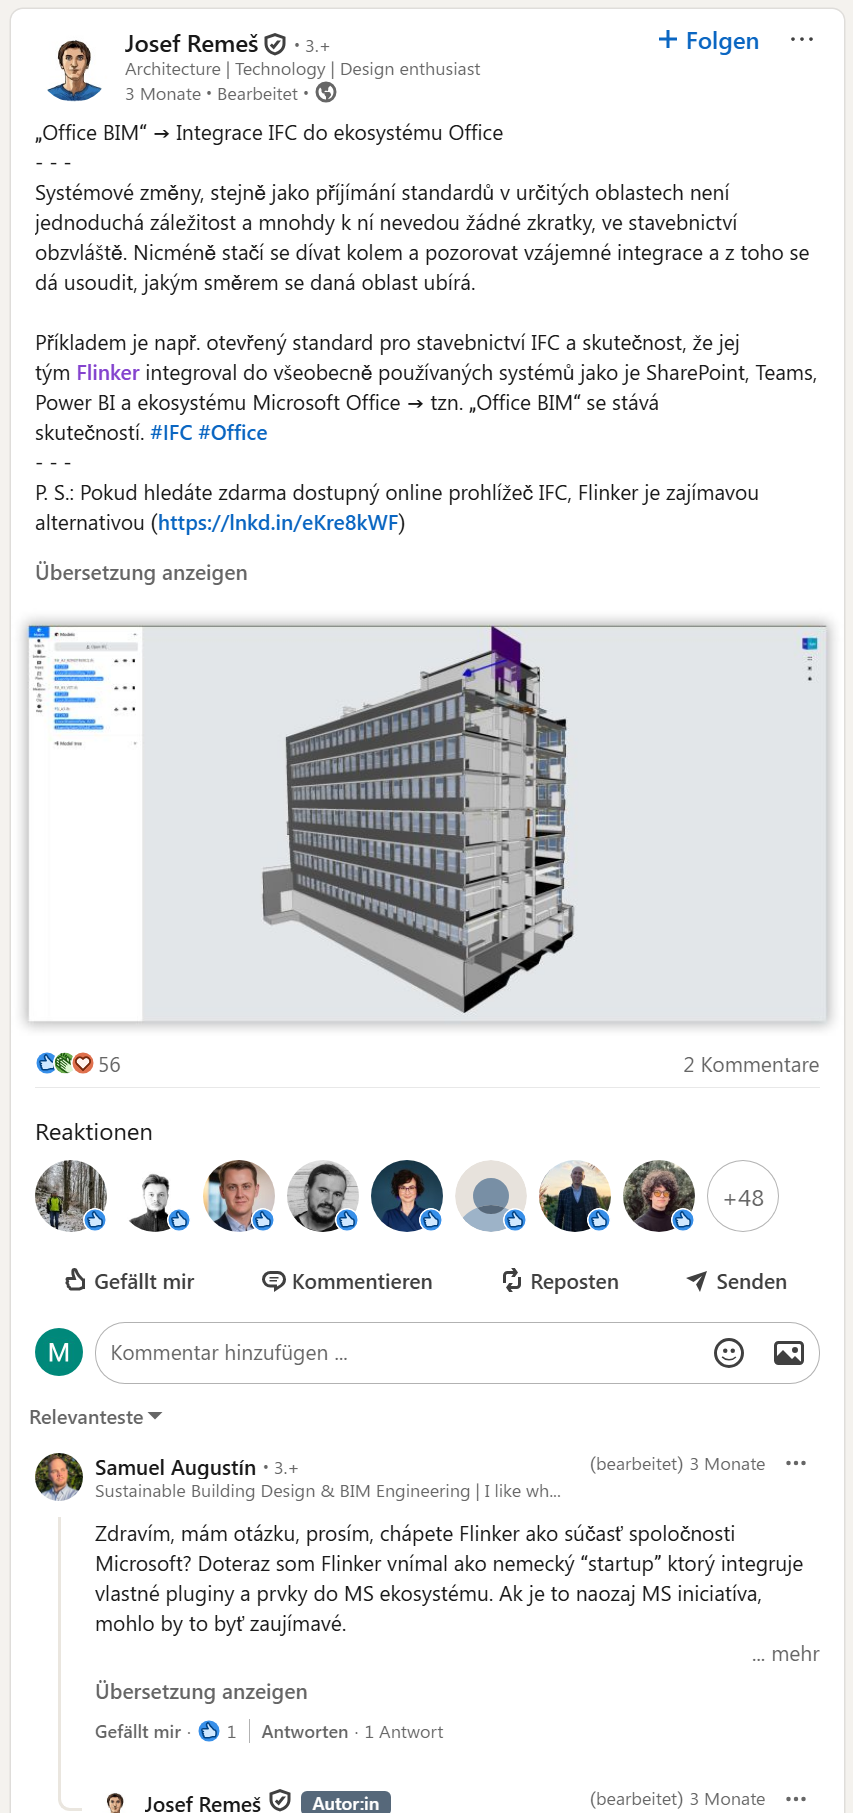 Josef Remeš • 3.+
+ Folgen
Architecture | Technology | Design enthusiast
3 Monate • Bearbeitet •
„Office BIM“ → Integrace IFC do ekosystému Office
- - -
Systémové změny, stejně jako příjímání standardů v určitých oblastech není
jednoduchá záležitost a mnohdy k ní nevedou žádné zkratky, ve stavebnictví
obzvláště. Nicméně stačí se dívat kolem a pozorovat vzájemné integrace a z toho se
dá usoudit, jakým směrem se daná oblast ubírá.
Příkladem je např. otevřený standard pro stavebnictví IFC a skutečnost, že jej
tým Flinker integroval do všeobecně používaných systémů jako je SharePoint, Teams,
Power BI a ekosystému Microsoft Office → tzn. „Office BIM“ se stává
skutečností. #IFC #Office
- - -
P. S.: Pokud hledáte zdarma dostupný online prohlížeč IFC, Flinker je zajímavou
alternativou (https://lnkd.in/eKre8kWF)
Übersetzung anzeigen
Models
Open IFC
Model tree
56
2 Kommentare
Reaktionen
+48
Gefällt mir
Kommentieren
Reposten
Senden
M
Kommentar hinzufügen ...
Relevanteste
Samuel Augustín • 3.+
(bearbeitet) 3 Monate
Sustainable Building Design & BIM Engineering | I like wh...
Zdravím, mám otázku, prosím, chápete Flinker ako súčasť spoločnosti
Microsoft? Doteraz som Flinker vnímal ako nemecký “startup” ktorý integruje
vlastné pluginy a prvky do MS ekosystému. Ak je to naozaj MS iniciatíva,
mohlo by to byť zaujímavé.
... mehr
Übersetzung anzeigen
Gefällt mir · 1 | Antworten · 1 Antwort
Josef Remeš Autor:in
(bearbeitet) 3 Monate